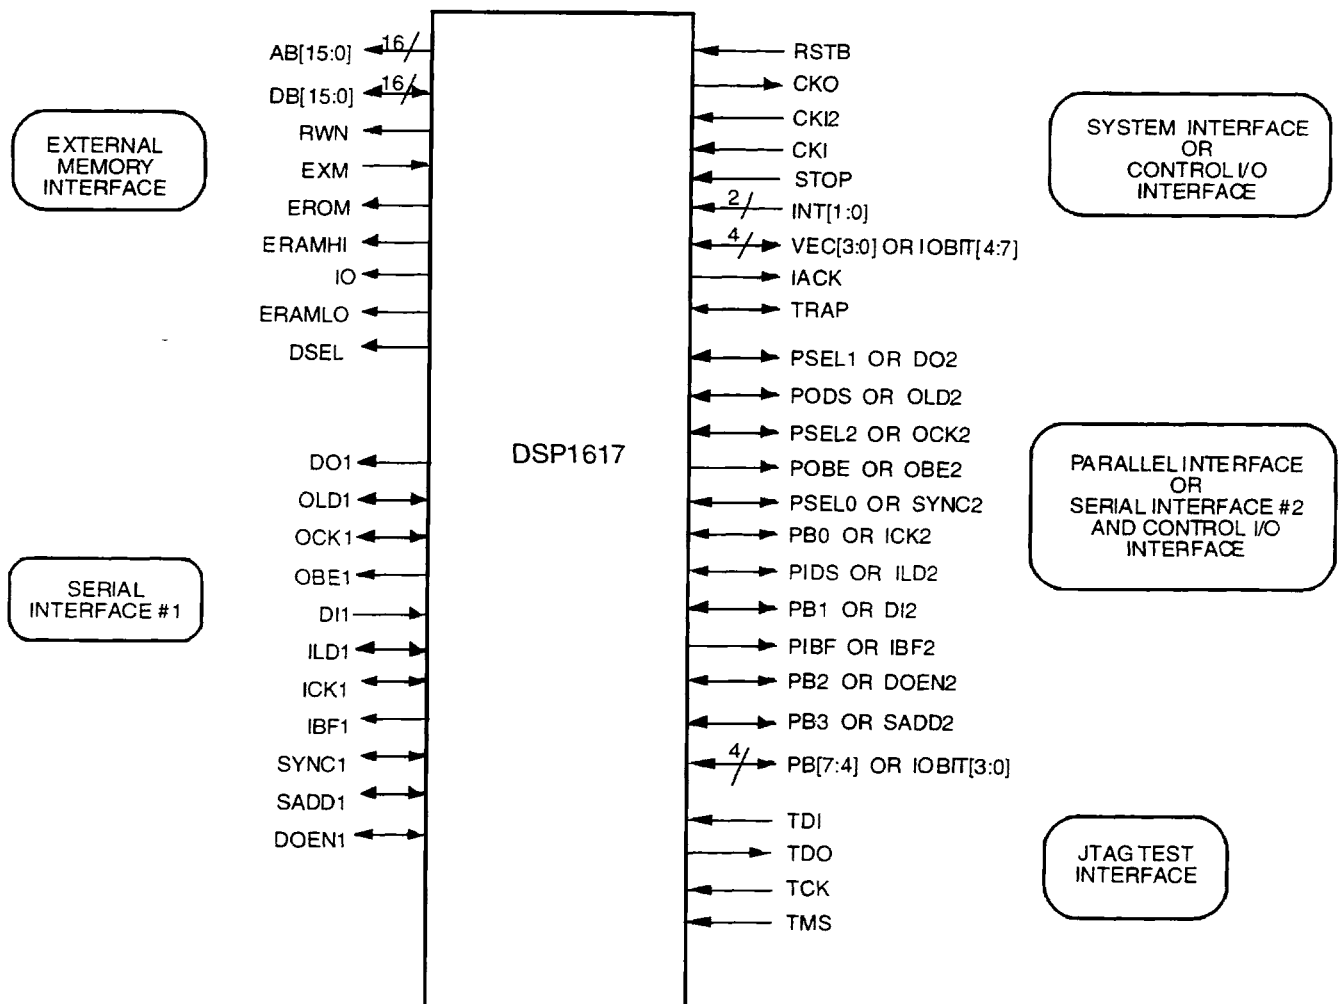 EXTERNAL
MEMORY
INTERFACE
AB[15:0]
16
DB[15:0]
16
RWN
EXM
EROM
ERAMHI
IO
ERAMLO
DSEL
SERIAL
INTERFACE #1
DO1
OLD1
OCK1
OBE1
DI1
ILD1
ICK1
IBF1
SYNC1
SADD1
DOEN1
DSP1617
RSTB
CKO
CKI2
CKI
STOP
2
INT[1:0]
4
VEC[3:0] OR IOBIT[4:7]
IACK
TRAP
SYSTEM INTERFACE
OR
CONTROL I/O
INTERFACE
PSEL1 OR DO2
PODS OR OLD2
PSEL2 OR OCK2
POBE OR OBE2
PSEL0 OR SYNC2
PB0 OR ICK2
PIDS OR ILD2
PB1 OR DI2
PIBF OR IBF2
PB2 OR DOEN2
PB3 OR SADD2
4
PB[7:4] OR IOBIT[3:0]
PARALLEL INTERFACE
OR
SERIAL INTERFACE #2
AND CONTROL I/O
INTERFACE
TDI
TDO
TCK
TMS
JTAG TEST
INTERFACE